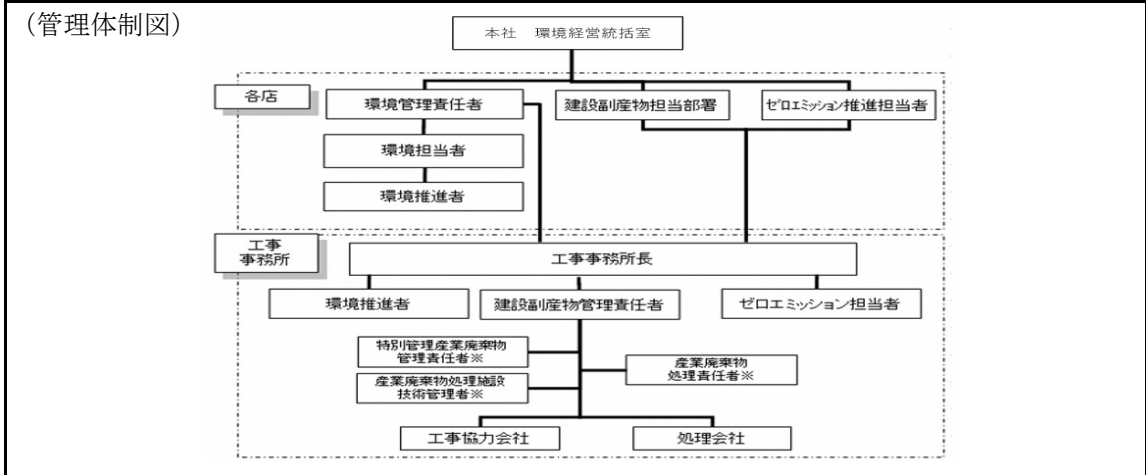 (管理体制図)
本社 環境経営統括室
各店
環境管理責任者
建設副産物担当部署
ゼロエミッション推進担当者
環境担当者
環境推進者
工事
事務所
工事事務所長
環境推進者
建設副産物管理責任者
ゼロエミッション担当者
特別管理産業廃棄物
管理責任者※
産業廃棄物
処理責任者※
産業廃棄物処理施設
技術管理者※
工事協力会社
処理会社